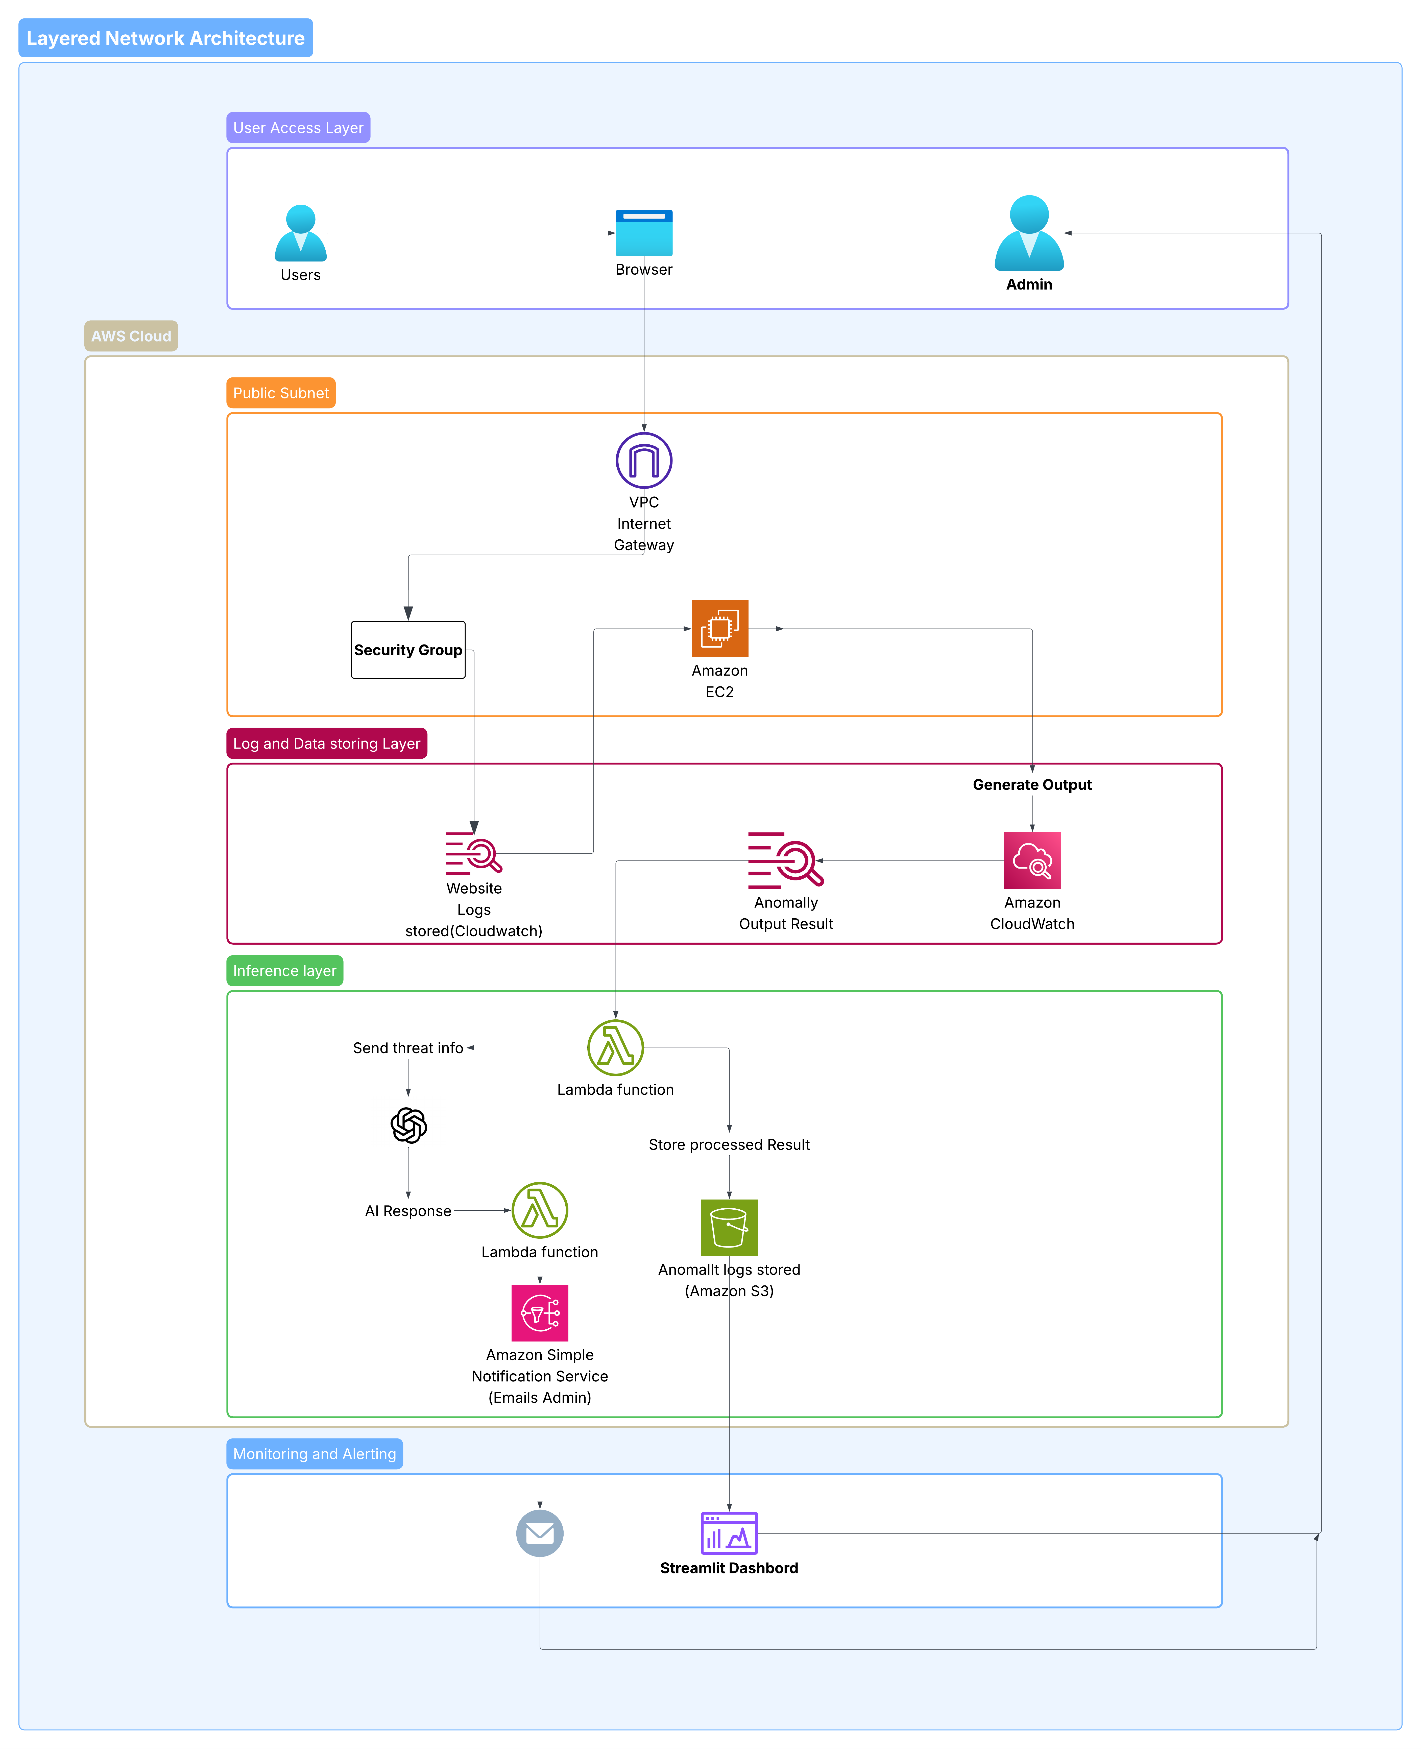 Layered Network Architecture
User Access Layer
Users
Browser
Admin
AWS Cloud
Public Subnet
VPC
Internet
Gateway
Security Group
Amazon
EC2
Log and Data storing Layer
Generate Output
Website
Logs
stored(Cloudwatch)
Anomally
Output Result
Amazon
CloudWatch
Inference layer
Send threat info
Lambda function
Store processed Result
AI Response
Lambda function
Anomallt logs stored
(Amazon S3)
Amazon Simple
Notification Service
(Emails Admin)
Monitoring and Alerting
Streamlit Dashbord